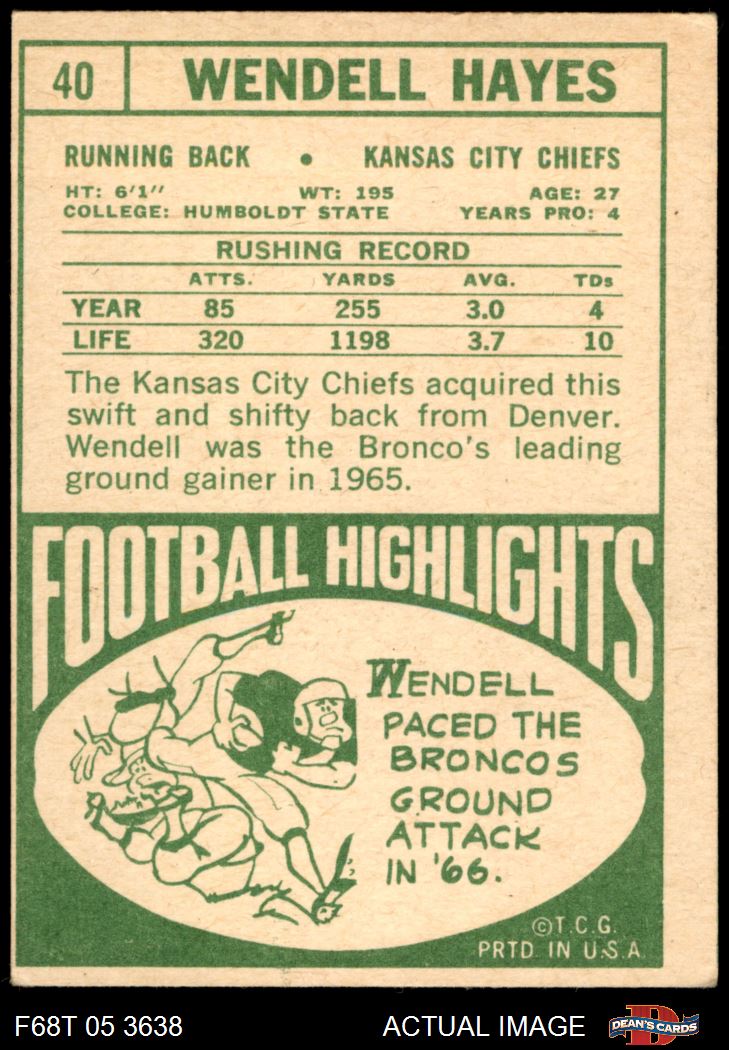 40 WENDELL HAYES
RUNNING BACK • KANSAS CITY CHIEFS
HT: 6'1'' WT: 195 AGE: 27
COLLEGE: HUMBOLDT STATE YEARS PRO: 4
RUSHING RECORD
ATTS. YARDS AVG. TDs
YEAR 85 255 3.0 4
LIFE 320 1198 3.7 10
The Kansas City Chiefs acquired this
swift and shifty back from Denver.
Wendell was the Bronco's leading
ground gainer in 1965.
FOOTBALL HIGHLIGHTS
WENDELL
PACED THE
BRONCOS
GROUND
ATTACK
IN '66.
©T.C.G.
PRTD. IN U.S.A.
F68T 05 3638 ACTUAL IMAGE DEAN'S CARDS